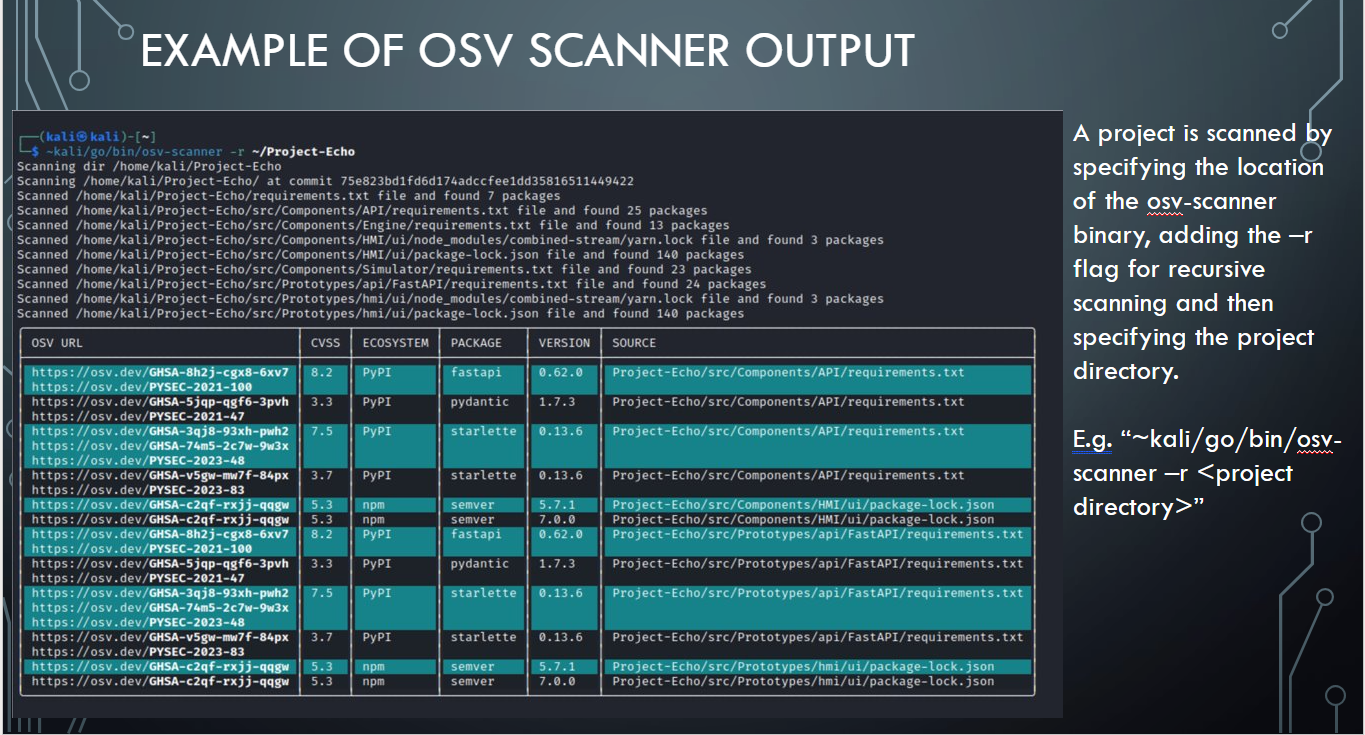 EXAMPLE OF OSV SCANNER OUTPUT
(kali㉿kali)-[~]
$ ~kali/go/bin/osv-scanner -r ~/Project-Echo
Scanning dir /home/kali/Project-Echo
Scanning /home/kali/Project-Echo/ at commit 75e823bd1fd6d174adccfee1dd35816511449422
Scanned /home/kali/Project-Echo/requirements.txt file and found 7 packages
Scanned /home/kali/Project-Echo/src/Components/API/requirements.txt file and found 25 packages
Scanned /home/kali/Project-Echo/src/Components/Engine/requirements.txt file and found 13 packages
Scanned /home/kali/Project-Echo/src/Components/HMI/ui/node_modules/combined-stream/yarn.lock file and found 3 packages
Scanned /home/kali/Project-Echo/src/Components/HMI/ui/package-lock.json file and found 140 packages
Scanned /home/kali/Project-Echo/src/Components/Simulator/requirements.txt file and found 23 packages
Scanned /home/kali/Project-Echo/src/Prototypes/api/FastAPI/requirements.txt file and found 24 packages
Scanned /home/kali/Project-Echo/src/Prototypes/hmi/ui/node_modules/combined-stream/yarn.lock file and found 3 packages
Scanned /home/kali/Project-Echo/src/Prototypes/hmi/ui/package-lock.json file and found 140 packages
OSV URL CVSS ECOSYSTEM PACKAGE VERSION SOURCE
https://osv.dev/GHSA-8h2j-cgx8-6xv7 8.2 PyPI fastapi 0.62.0 Project-Echo/src/Components/API/requirements.txt
https://osv.dev/PYSEC-2021-100
https://osv.dev/GHSA-5jqp-qgf6-3pvh 3.3 PyPI pydantic 1.7.3 Project-Echo/src/Components/API/requirements.txt
https://osv.dev/PYSEC-2021-47
https://osv.dev/GHSA-3qj8-93xh-pwh2 7.5 PyPI starlette 0.13.6 Project-Echo/src/Components/API/requirements.txt
https://osv.dev/GHSA-74m5-2c7w-9w3x
https://osv.dev/PYSEC-2023-48
https://osv.dev/GHSA-v5gw-mw7f-84px 3.7 PyPI starlette 0.13.6 Project-Echo/src/Components/API/requirements.txt
https://osv.dev/PYSEC-2023-83
https://osv.dev/GHSA-c2qf-rxjj-qqgw 5.3 npm semver 5.7.1 Project-Echo/src/Components/HMI/ui/package-lock.json
https://osv.dev/GHSA-c2qf-rxjj-qqgw 5.3 npm semver 7.0.0 Project-Echo/src/Components/HMI/ui/package-lock.json
https://osv.dev/GHSA-8h2j-cgx8-6xv7 8.2 PyPI fastapi 0.62.0 Project-Echo/src/Prototypes/api/FastAPI/requirements.txt
https://osv.dev/PYSEC-2021-100
https://osv.dev/GHSA-5jqp-qgf6-3pvh 3.3 PyPI pydantic 1.7.3 Project-Echo/src/Prototypes/api/FastAPI/requirements.txt
https://osv.dev/PYSEC-2021-47
https://osv.dev/GHSA-3qj8-93xh-pwh2 7.5 PyPI starlette 0.13.6 Project-Echo/src/Prototypes/api/FastAPI/requirements.txt
https://osv.dev/GHSA-74m5-2c7w-9w3x
https://osv.dev/PYSEC-2023-48
https://osv.dev/GHSA-v5gw-mw7f-84px 3.7 PyPI starlette 0.13.6 Project-Echo/src/Prototypes/api/FastAPI/requirements.txt
https://osv.dev/PYSEC-2023-83
https://osv.dev/GHSA-c2qf-rxjj-qqgw 5.3 npm semver 5.7.1 Project-Echo/src/Prototypes/hmi/ui/package-lock.json
https://osv.dev/GHSA-c2qf-rxjj-qqgw 5.3 npm semver 7.0.0 Project-Echo/src/Prototypes/hmi/ui/package-lock.json
A project is scanned by
specifying the location
of the osv-scanner
binary, adding the –r
flag for recursive
scanning and then
specifying the project
directory.
E.g. “~kali/go/bin/osv-
scanner –r <project
directory>”